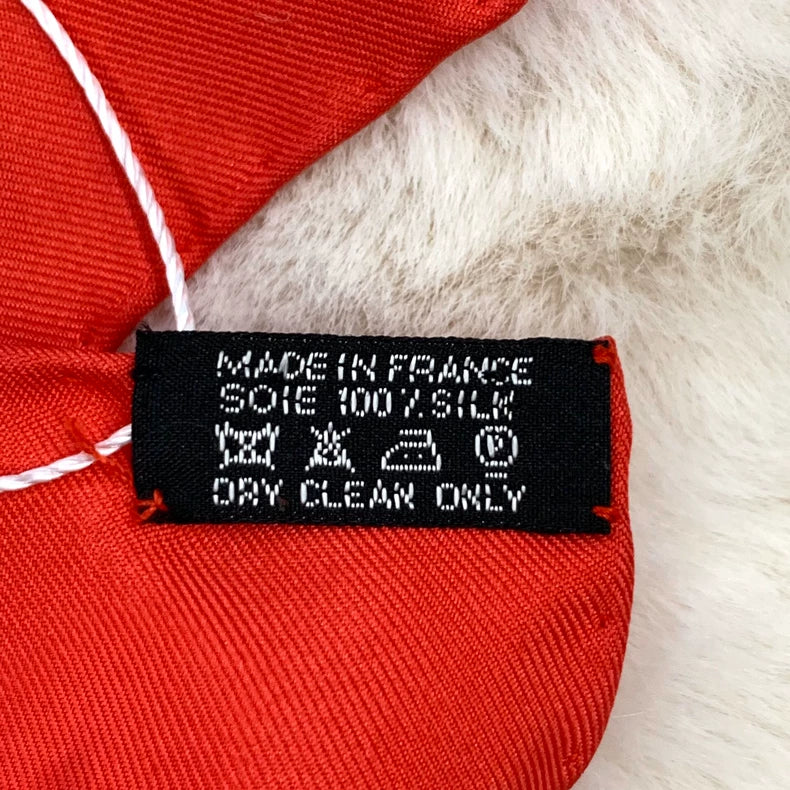 MADE IN FRANCE
SOIE 100% SILK
P
DRY CLEAN ONLY